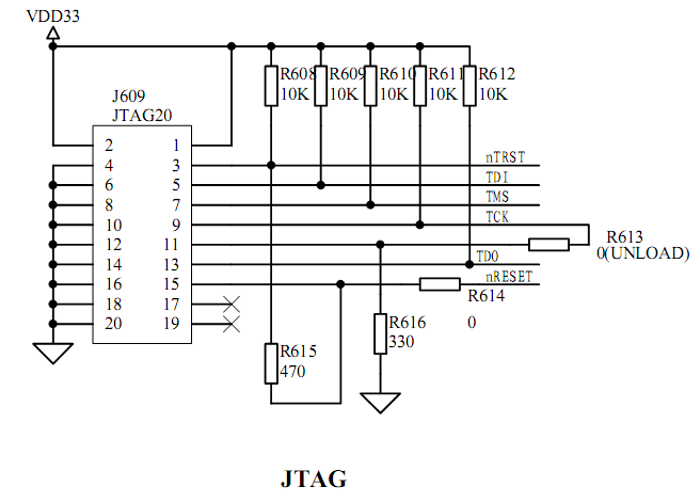 VDD33
J609
JTAG20
R608 R609 R610 R611 R612
10K 10K 10K 10K 10K
2 1
4 3 nTRST
6 5 TDI
8 7 TMS
10 9 TCK
12 11 R613
0(UNLOAD)
14 13 TDO
16 15 nRESET
R614
18 17
20 19 0
R616
330
R615
470
JTAG